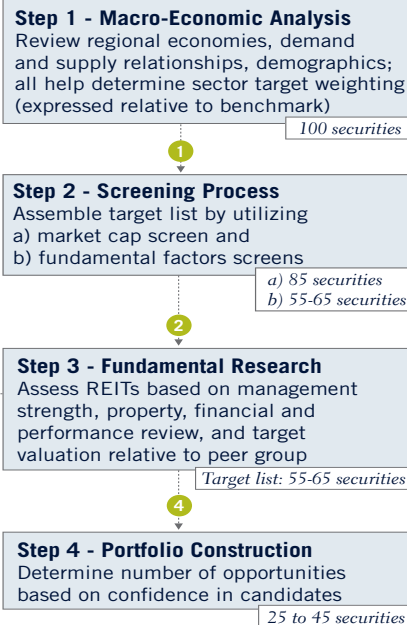 Step 1 - Macro-Economic Analysis
Review regional economies, demand
and supply relationships, demographics;
all help determine sector target weighting
(expressed relative to benchmark)
100 securities
1
Step 2 - Screening Process
Assemble target list by utilizing
a) market cap screen and
b) fundamental factors screens
a) 85 securities
b) 55-65 securities
2
Step 3 - Fundamental Research
Assess REITs based on management
strength, property, financial and
performance review, and target
valuation relative to peer group
Target list: 55-65 securities
4
Step 4 - Portfolio Construction
Determine number of opportunities
based on confidence in candidates
25 to 45 securities